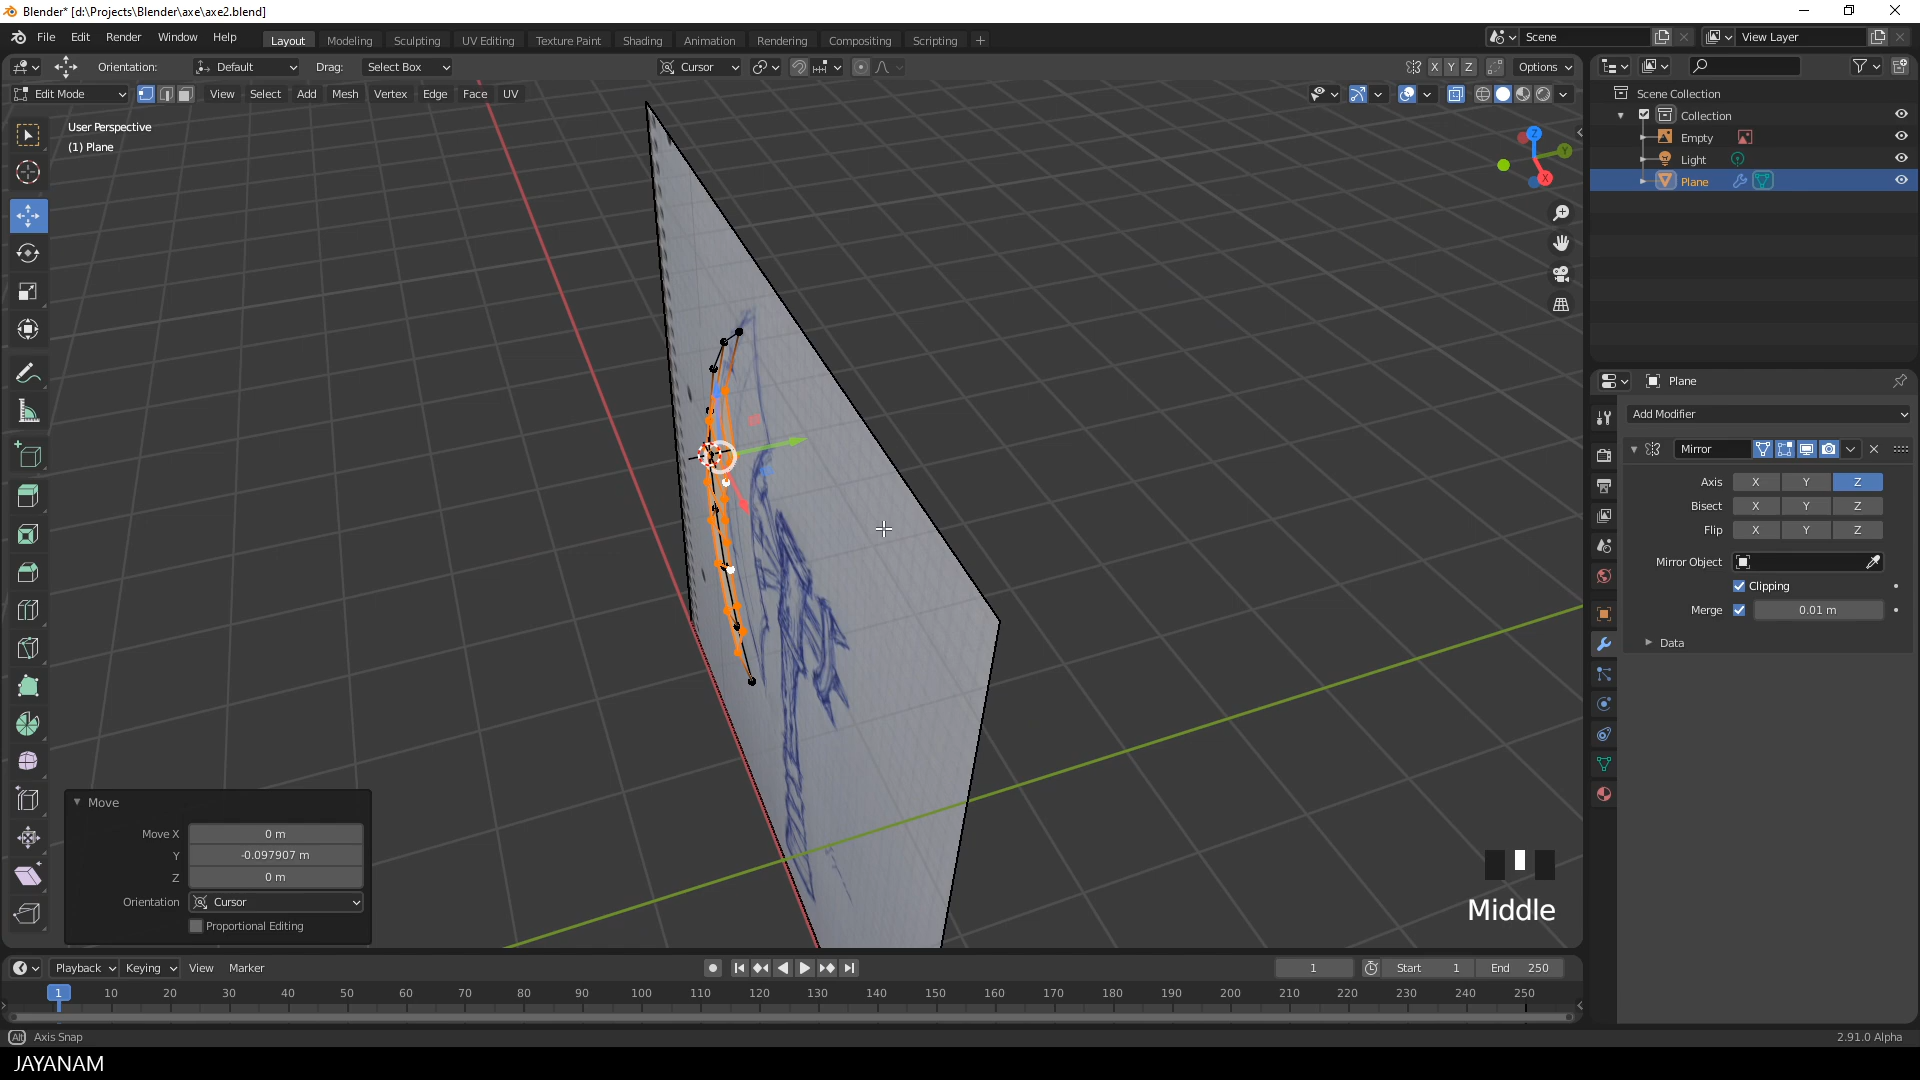 Blender* [d:\Projects\Blender\axe\axe2.blend]
File Edit Render Window Help Layout Modeling Sculpting UV Editing Texture Paint Shading Animation Rendering Compositing Scripting + Scene View Layer
Orientation: Default Drag: Select Box Cursor X Y Z Options
Edit Mode View Select Add Mesh Vertex Edge Face UV
User Perspective
(1) Plane
Z
Y
X
Scene Collection
Collection
Empty
Light
Plane
Plane
Add Modifier
Mirror
Axis X Y Z
Bisect X Y Z
Flip X Y Z
Mirror Object
Clipping
Merge 0.01 m
Data
Move
Move X 0 m
Y -0.097907 m
Z 0 m
Orientation Cursor
Proportional Editing
Middle
Playback Keying View Marker 1 Start 1 End 250
1 10 20 30 40 50 60 70 80 90 100 110 120 130 140 150 160 170 180 190 200 210 220 230 240 250
Alt Axis Snap 2.91.0 Alpha
JAYANAM